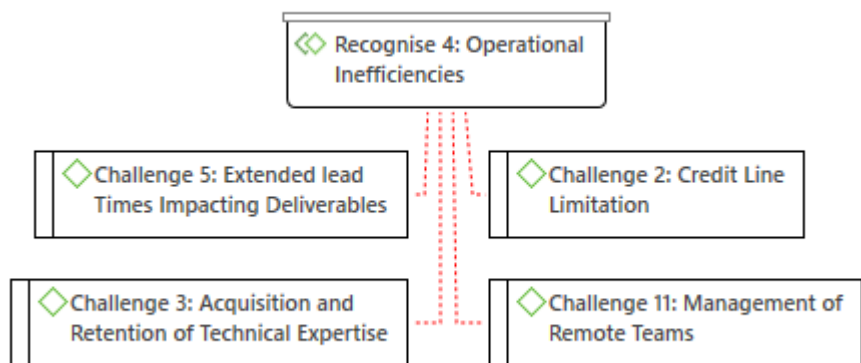 Recognise 4: Operational
Inefficiencies
Challenge 5: Extended lead
Times Impacting Deliverables
Challenge 2: Credit Line
Limitation
Challenge 3: Acquisition and
Retention of Technical Expertise
Challenge 11: Management of
Remote Teams